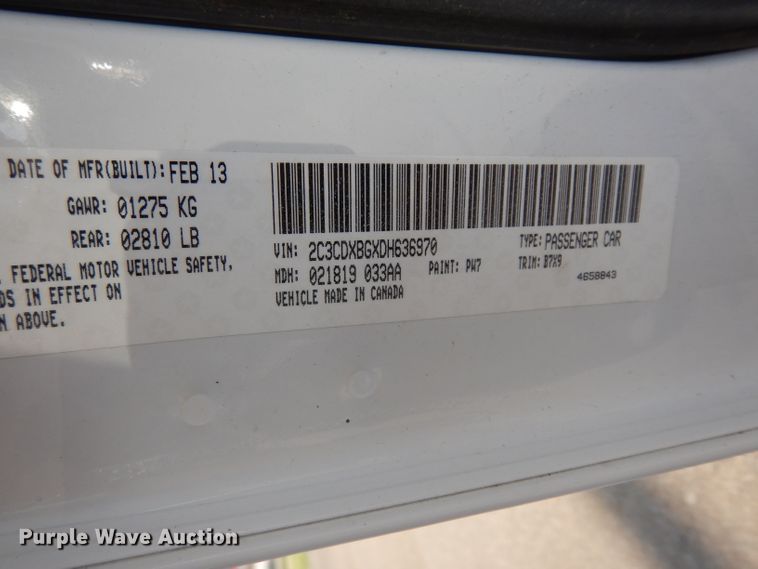 DATE OF MFR(BUILT): FEB 13
GAWR: 01275 KG
REAR: 02810 LB
FEDERAL MOTOR VEHICLE SAFETY,
IN EFFECT ON
ABOVE.
VIN: 2C3CDXBGXDH636970
TYPE: PASSENGER CAR
MDH: 021819 033AA
PAINT: PW7
TRIM: B7X9
VEHICLE MADE IN CANADA
4658843
Purple Wave Auction